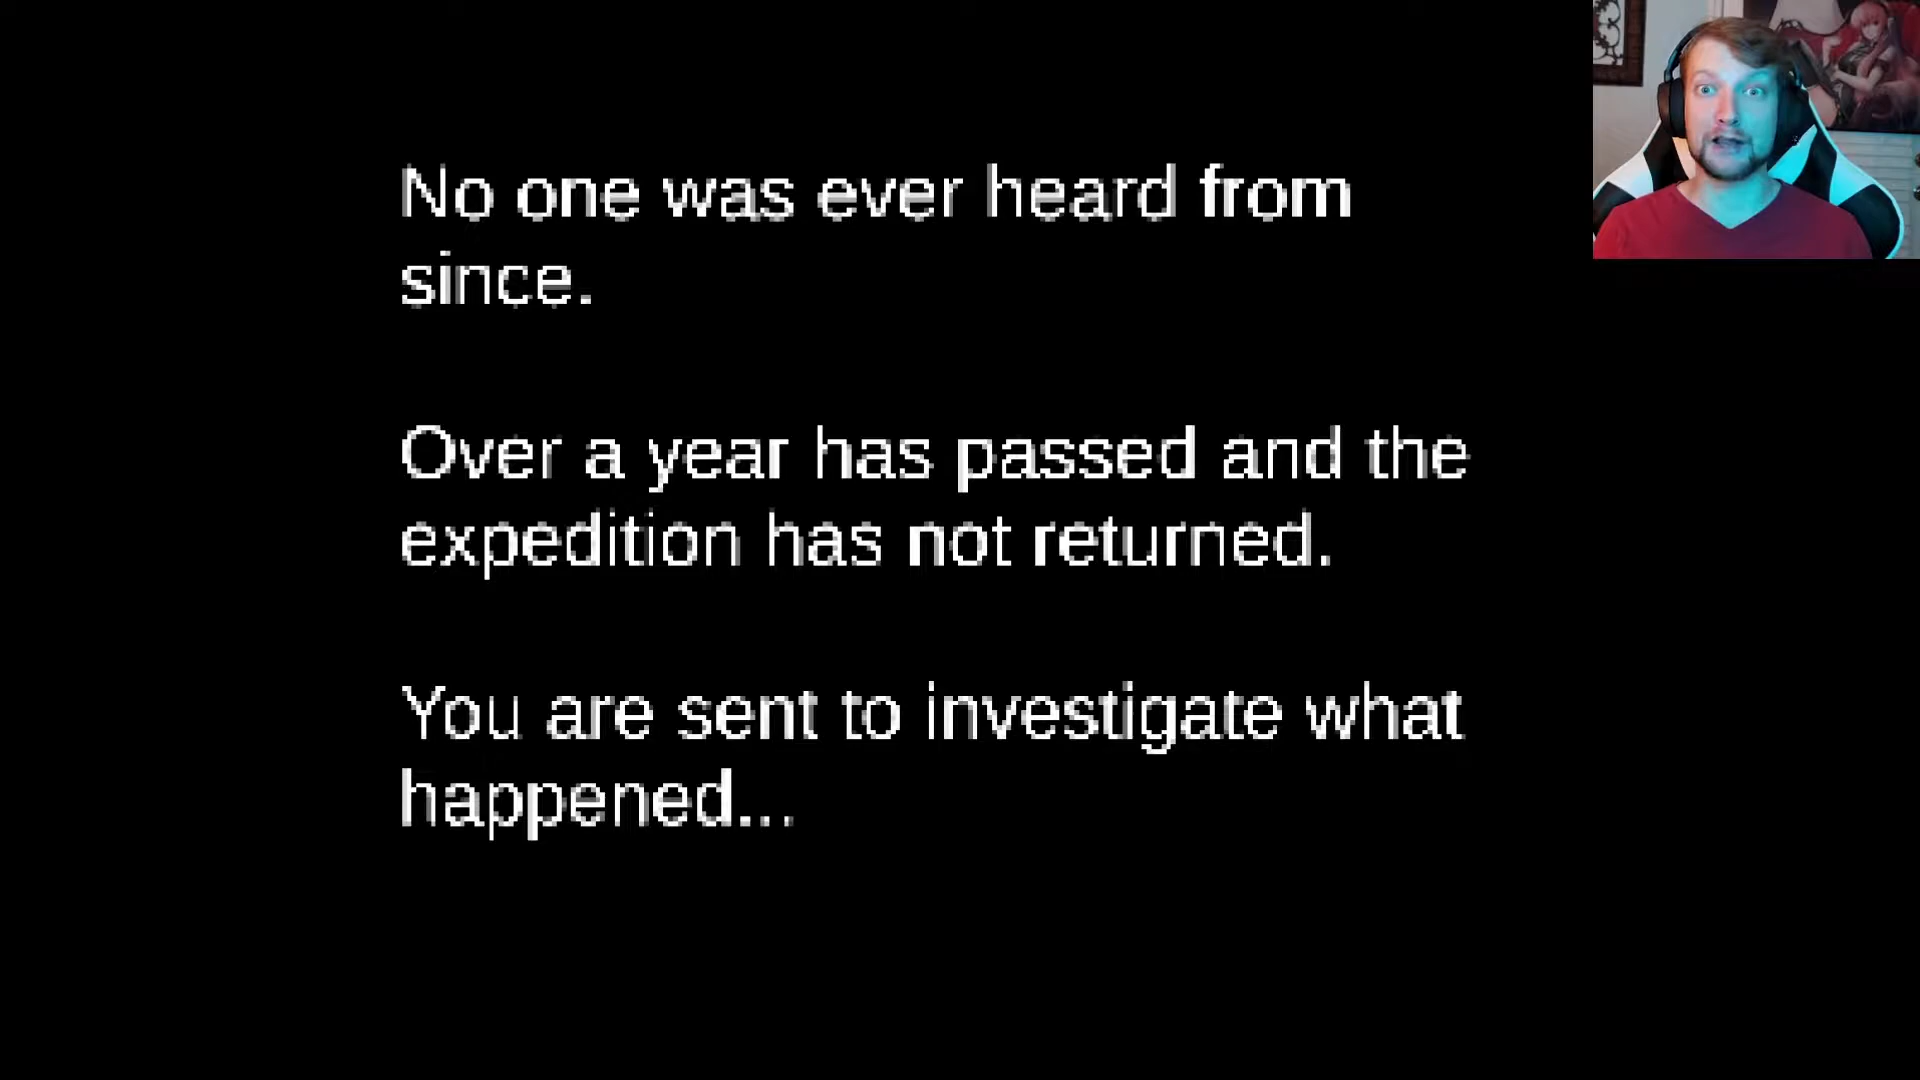 No one was ever heard from
since.
Over a year has passed and the
expedition has not returned.
You are sent to investigate what
happened...